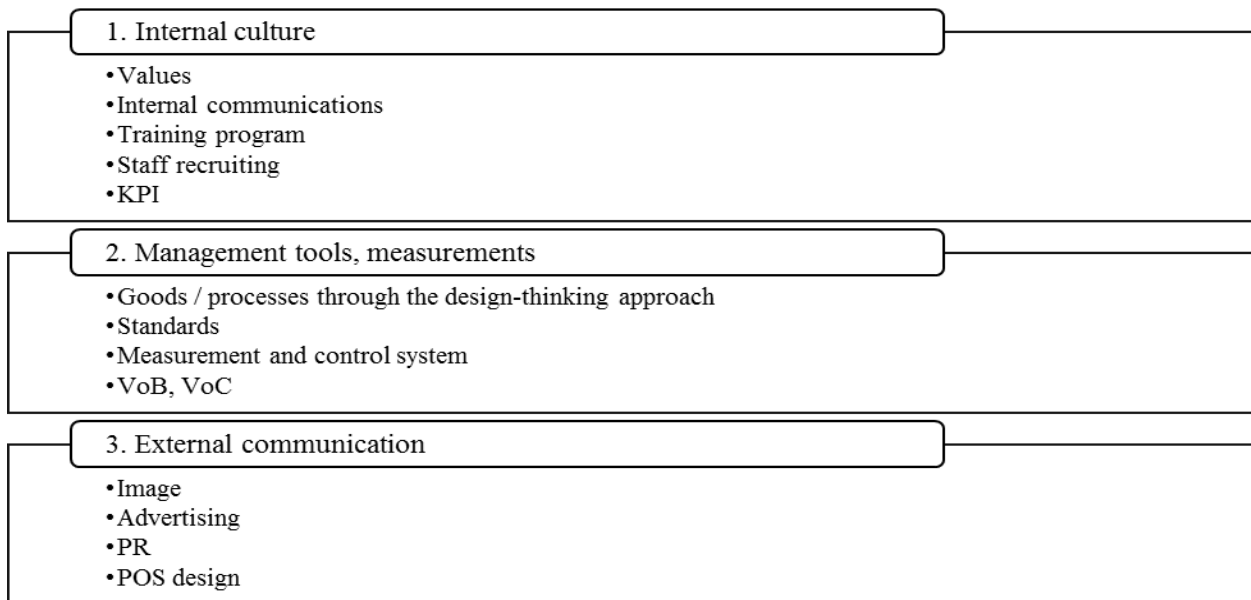 1. Internal culture
•Values
•Internal communications
•Training program
•Staff recruiting
•KPI
2. Management tools, measurements
•Goods / processes through the design-thinking approach
•Standards
•Measurement and control system
•VoB, VoC
3. External communication
•Image
•Advertising
•PR
•POS design